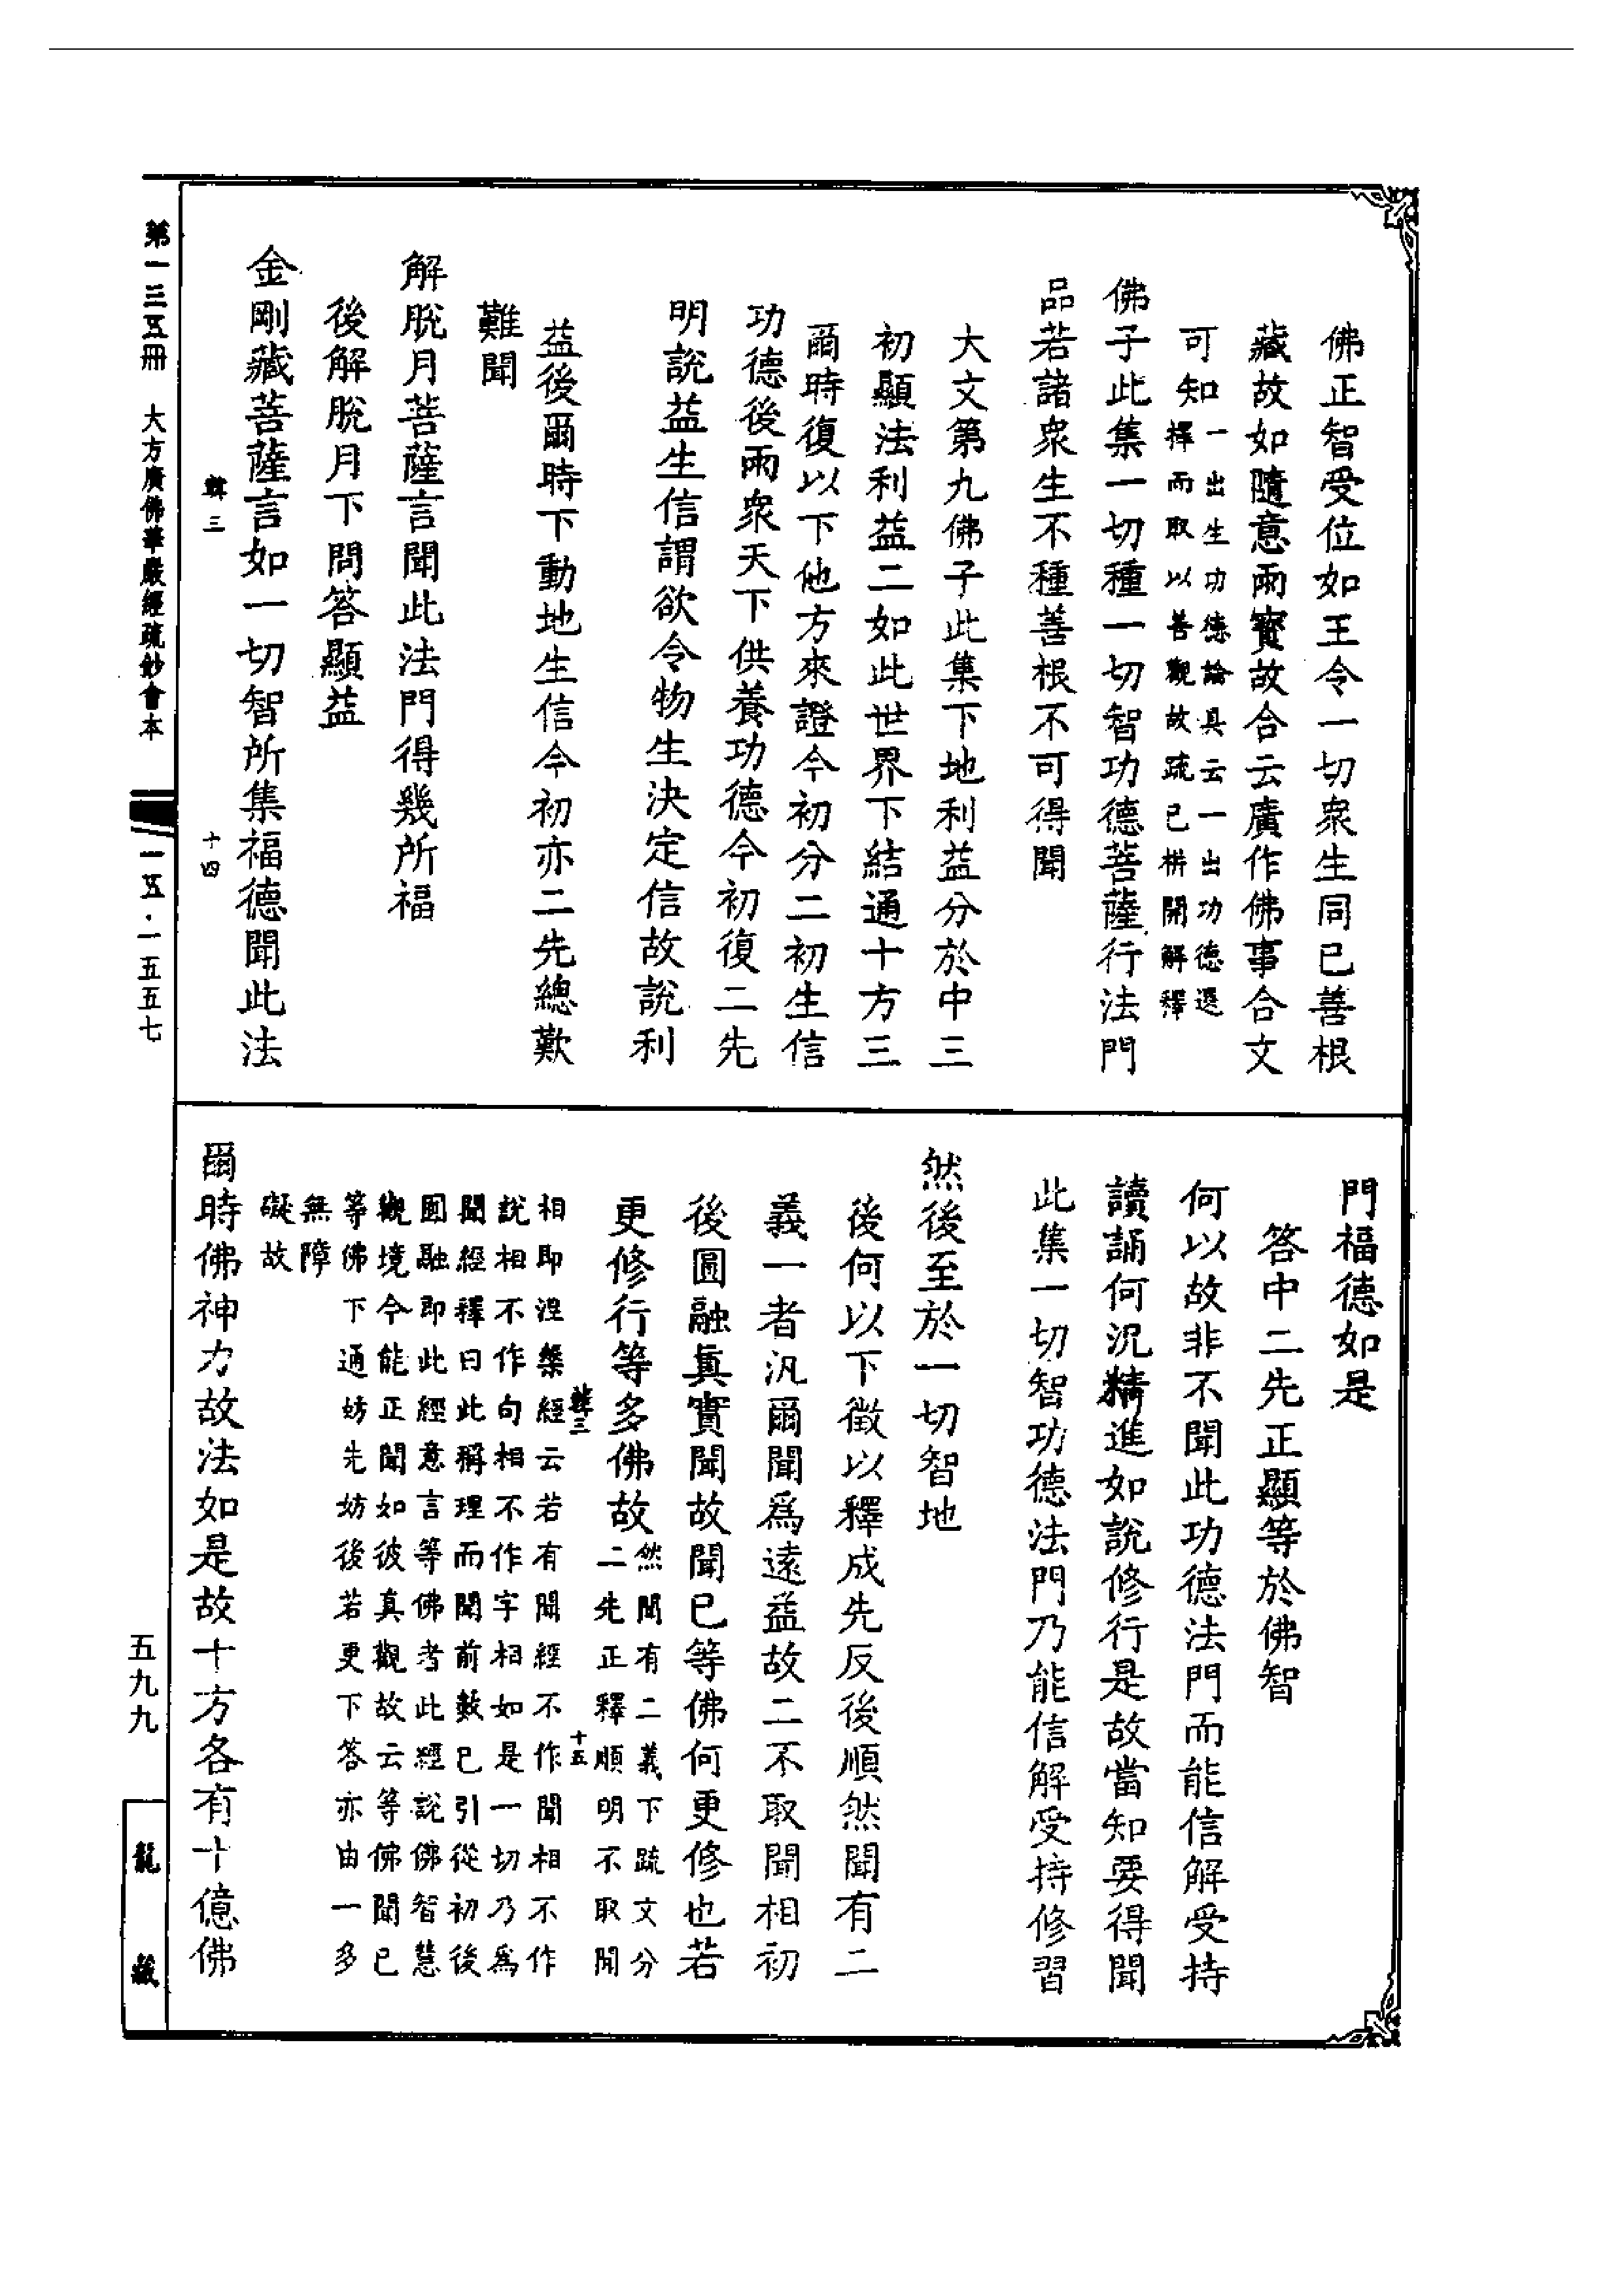 佛正智受位如王令一切衆生同已善根
藏故如隨意雨寳故合云廣作佛事合文
可知一出生功德論具云一出功德選
擇而取以善觀故疏已栟開解釋
佛子此集一切種一切智功德菩薩行法門
品若諸衆生不種善根不可得聞
大文第九佛子此集下地利益分於中三
初顯法利益二如此世界下結通十方三
爾時復以下他方來證今初分二初生信
功德後雨衆天下供養功德今初復二先
明說益生信謂欲令物生決定信故說利
益後爾時下動地生信今初亦二先總歎
難聞
解脫月菩薩言聞此法門得幾所福
後解脫月下問答顯益
金剛藏菩薩言如一切智所集福德聞此法
韓三
十四
門福德如是
答中二先正顯等於佛智
何以故非不聞此功德法門而能信解受持
讀誦何況精進如說修行是故當知要得聞
此集一切智功德法門乃能信解受持修習
然後至於一切智地
後何以下徵以釋成先反後順然聞有二
義一者汎爾聞爲遠益故二不取聞相初
後圓融眞實聞故聞已等佛何更修也若
更修行等多佛故然聞有二義下疏文分
二先正釋順明不取聞
韓三
十五
相即涅槃經云若有聞經不作聞相不作
說相不作句相不作字相如是一切乃爲
聞經釋曰此稱理而聞前數已引從初後
圓融即此經意言等佛者此經說佛智慧
觀境今能正聞如彼真觀故云等佛聞已
等佛下通妨先妨後若更下答亦由一多
無障
礙故
爾時佛神力故法如是故十方各有十億佛
第一三五冊
大方廣佛華嚴經疏鈔會本
一五·一五五七
五九九
龍藏